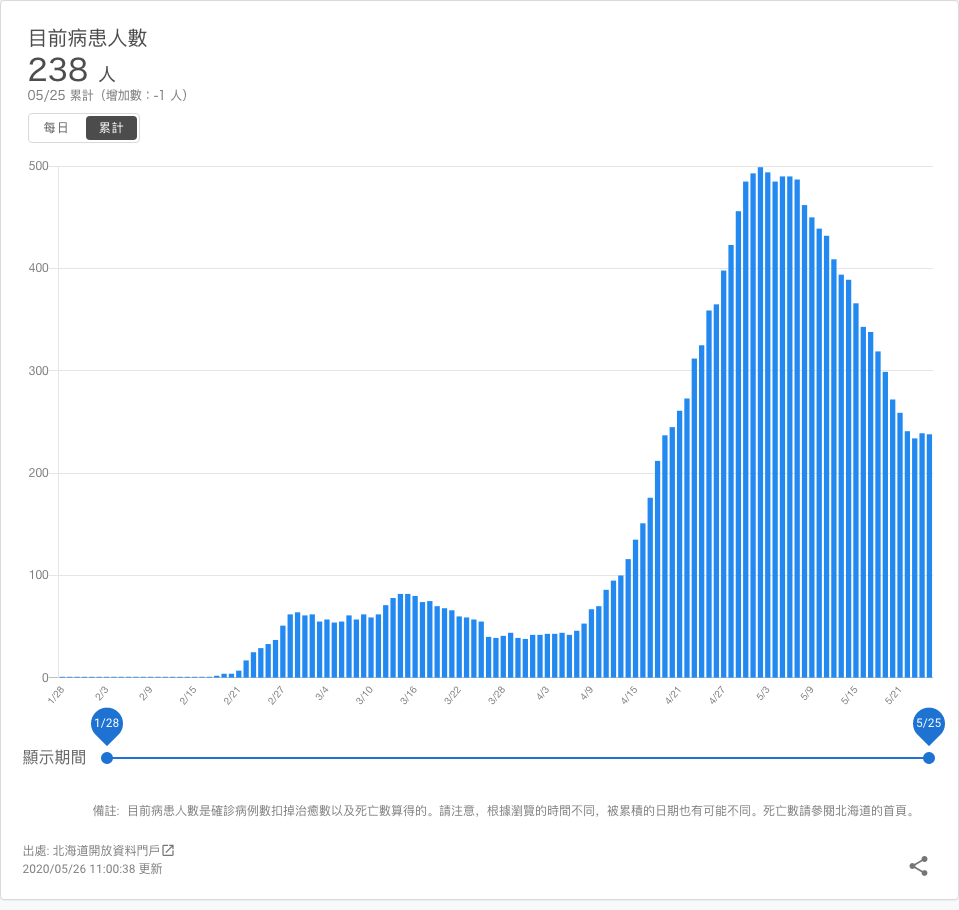 目前病患人數
238 人
05/25 累計（增加數：-1 人）
每日 累計
500
400
300
200
100
0
1/28 2/3 2/9 2/15 2/21 2/27 3/4 3/10 3/16 3/22 3/28 4/3 4/9 4/15 4/21 4/27 5/3 5/9 5/15 5/21
1/28 5/25
顯示期間
備註: 目前病患人數是確診病例數扣掉治癒數以及死亡數算得的。請注意，根據瀏覽的時間不同，被累積的日期也有可能不同。死亡數請參閱北海道的首頁。
出處: 北海道開放資料門戶
2020/05/26 11:00:38 更新